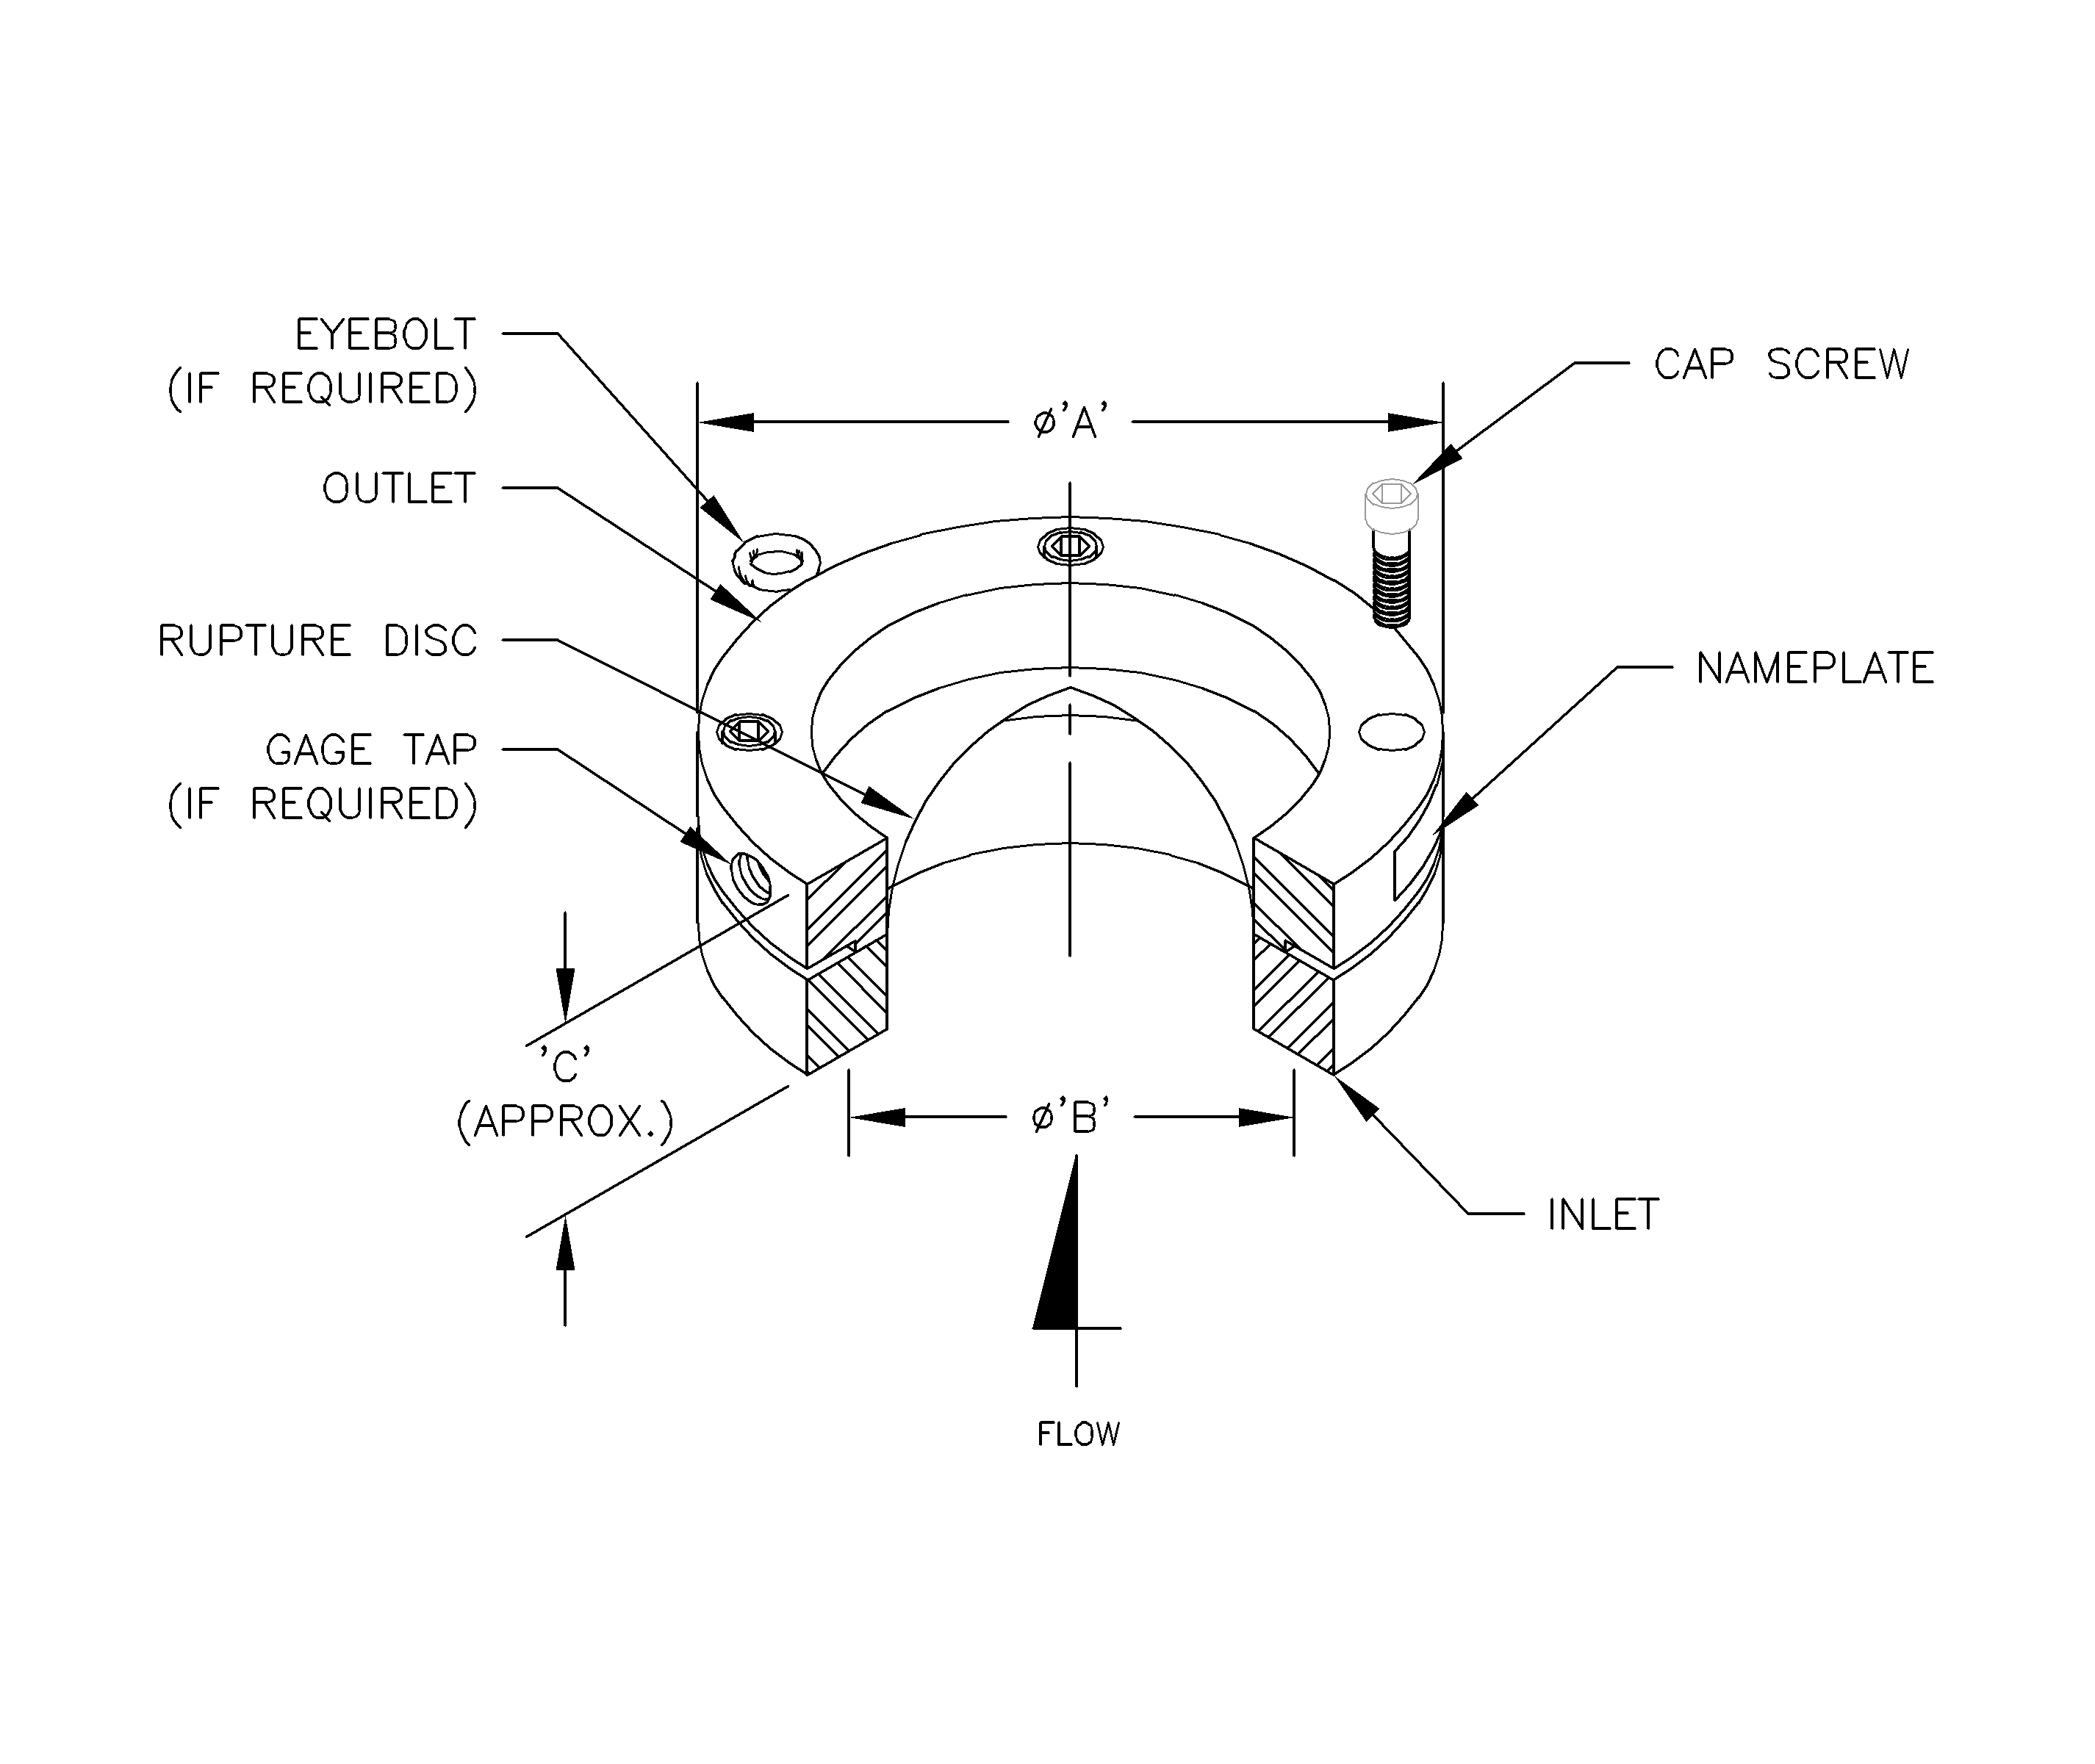 EYEBOLT
(IF REQUIRED)
CAP SCREW
ø'A'
OUTLET
RUPTURE DISC
NAMEPLATE
GAGE TAP
(IF REQUIRED)
'C'
(APPROX.)
ø'B'
INLET
FLOW